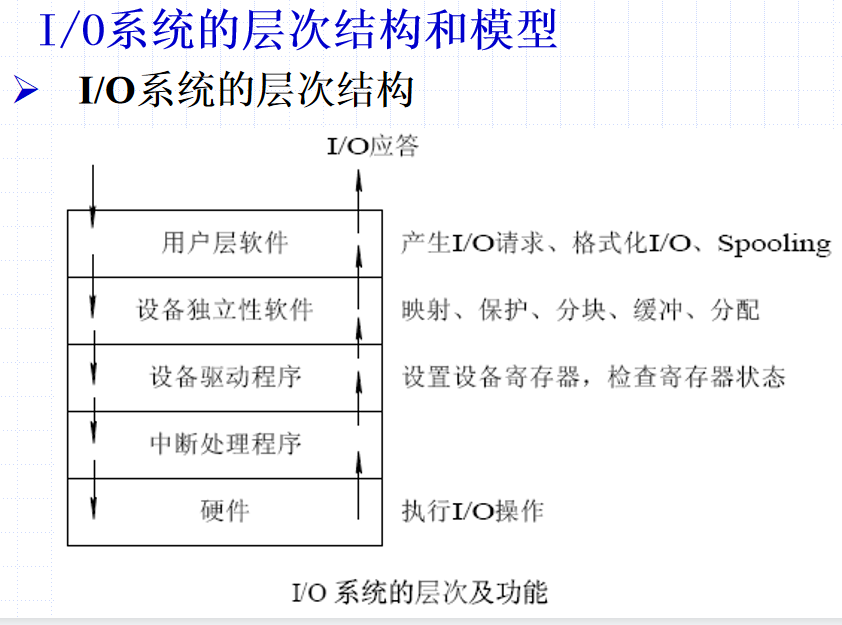 I/O系统的层次结构和模型
➢ I/O系统的层次结构
I/O应答
用户层软件 产生I/O请求、格式化I/O、Spooling
设备独立性软件 映射、保护、分块、缓冲、分配
设备驱动程序 设置设备寄存器，检查寄存器状态
中断处理程序
硬件 执行I/O操作
I/O 系统的层次及功能